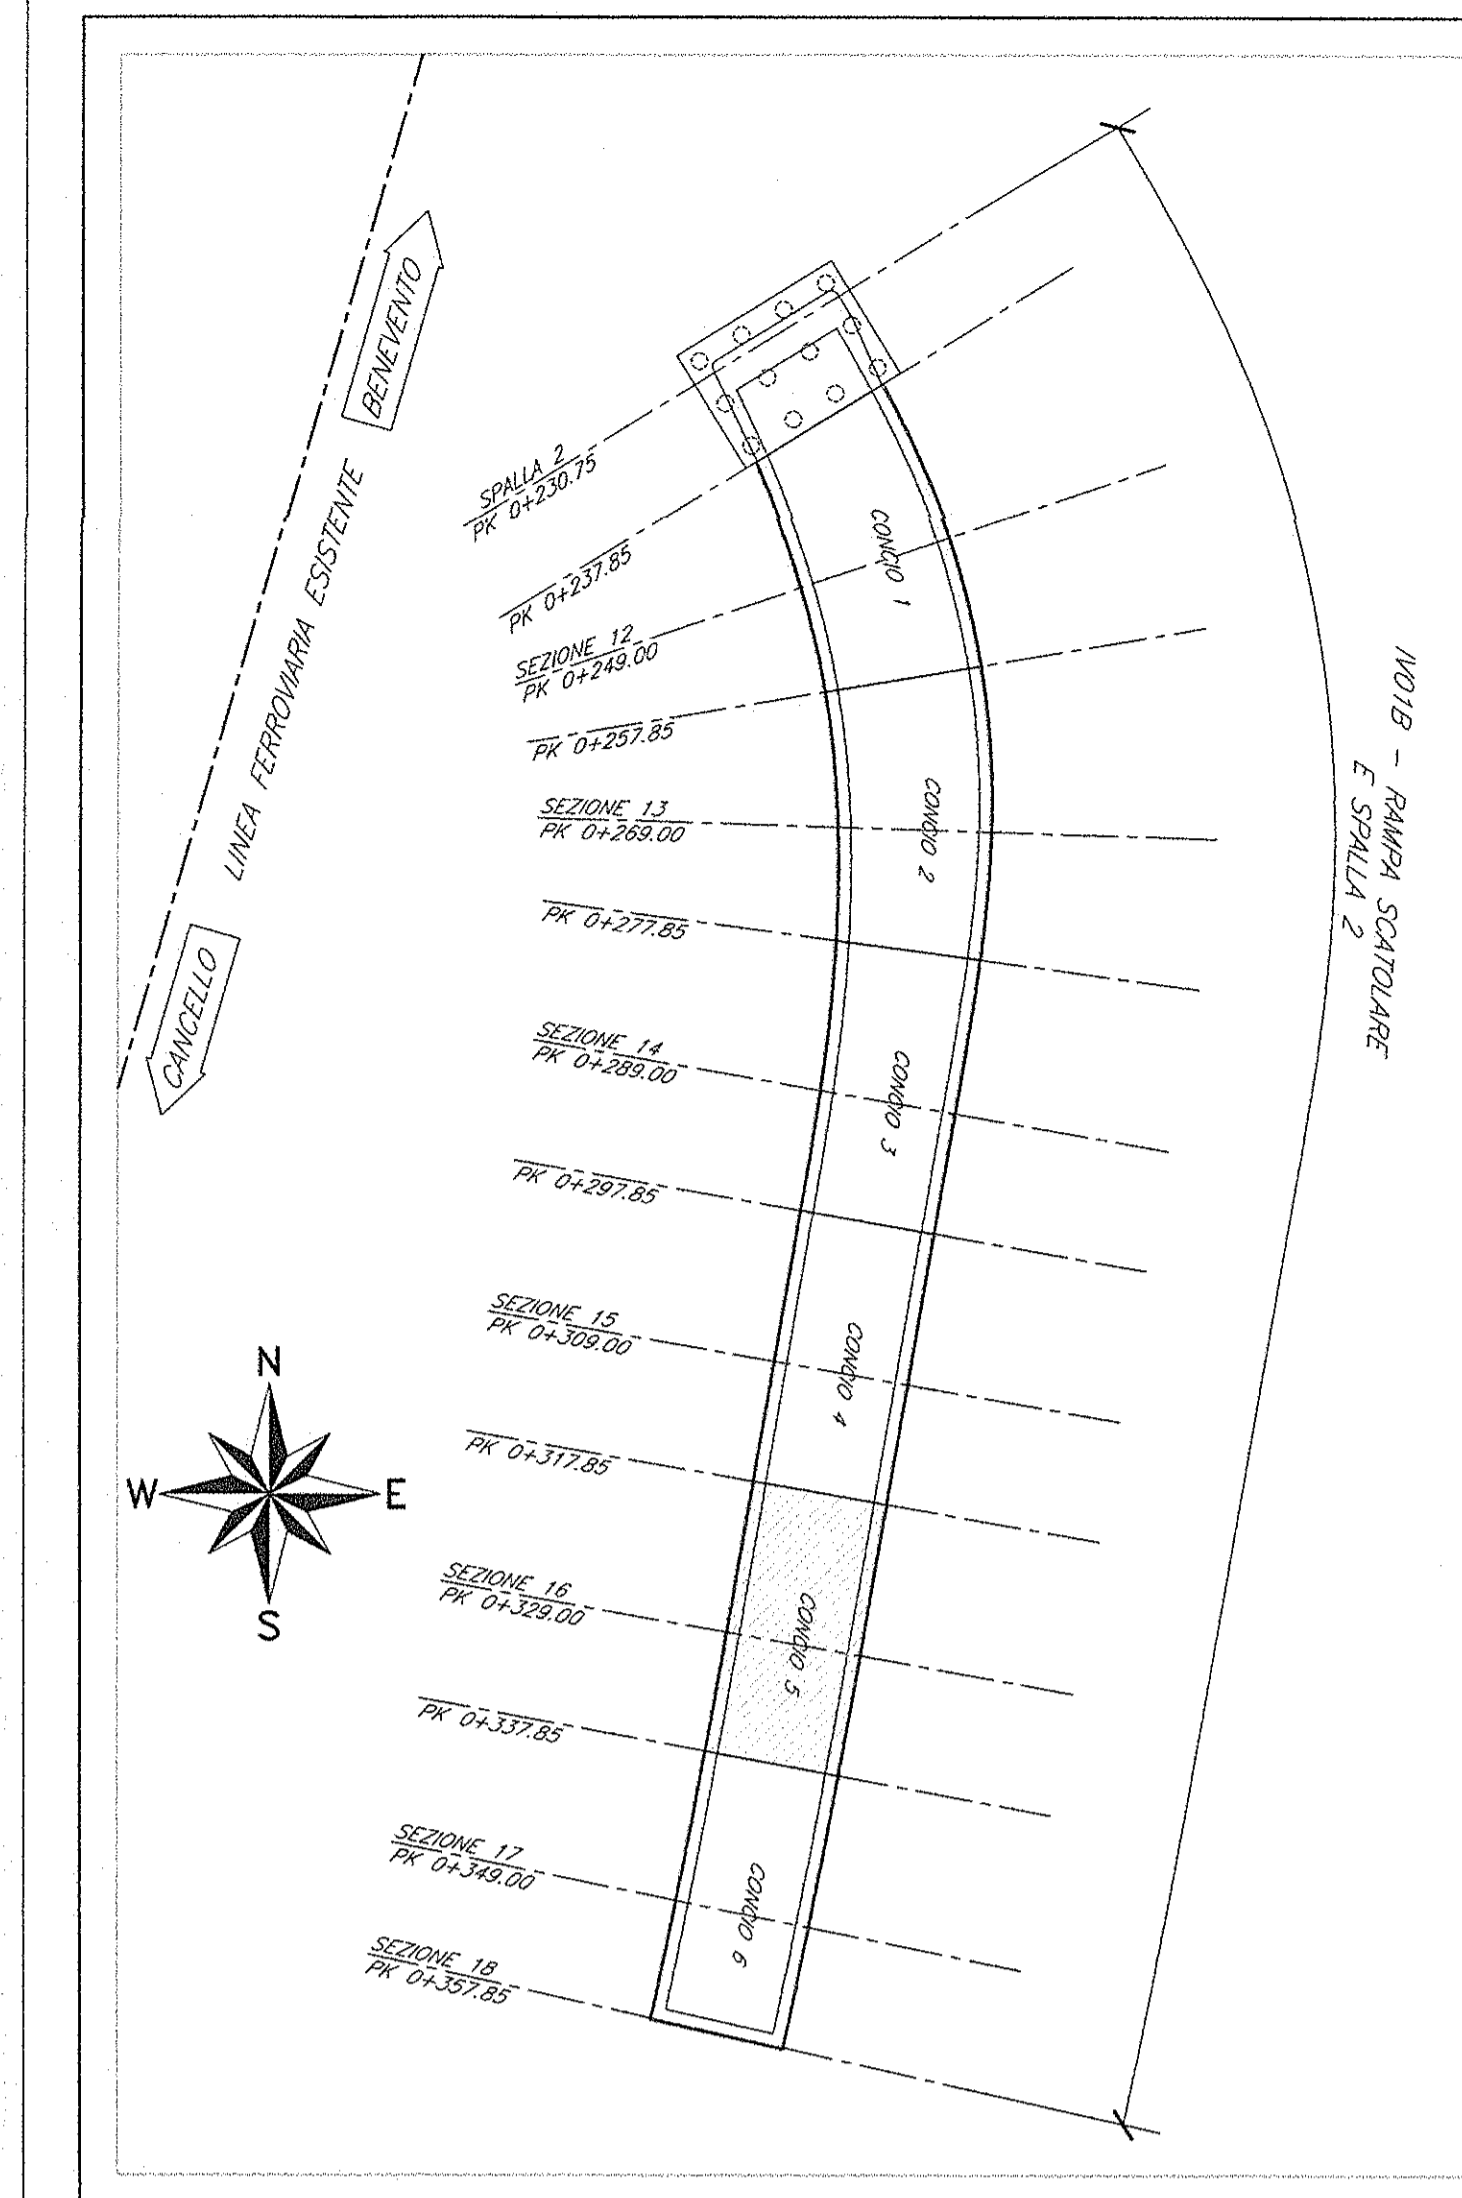 BENEVENTO
LINEA FERROVIARIA ESISTENTE
CANCELLO
SPALLA 2
PK 0+230.75
PK 0+237.85
SEZIONE 12
PK 0+249.00
PK 0+257.85
SEZIONE 13
PK 0+269.00
PK 0+277.85
SEZIONE 14
PK 0+289.00
PK 0+297.85
SEZIONE 15
PK 0+309.00
PK 0+317.85
SEZIONE 16
PK 0+329.00
PK 0+337.85
SEZIONE 17
PK 0+349.00
SEZIONE 18
PK 0+357.85
CONCIO 1
CONCIO 2
CONCIO 3
CONCIO 4
CONCIO 5
CONCIO 6
IV01B - RAMPA SCATOLARE
E SPALLA 2
N
W E
S